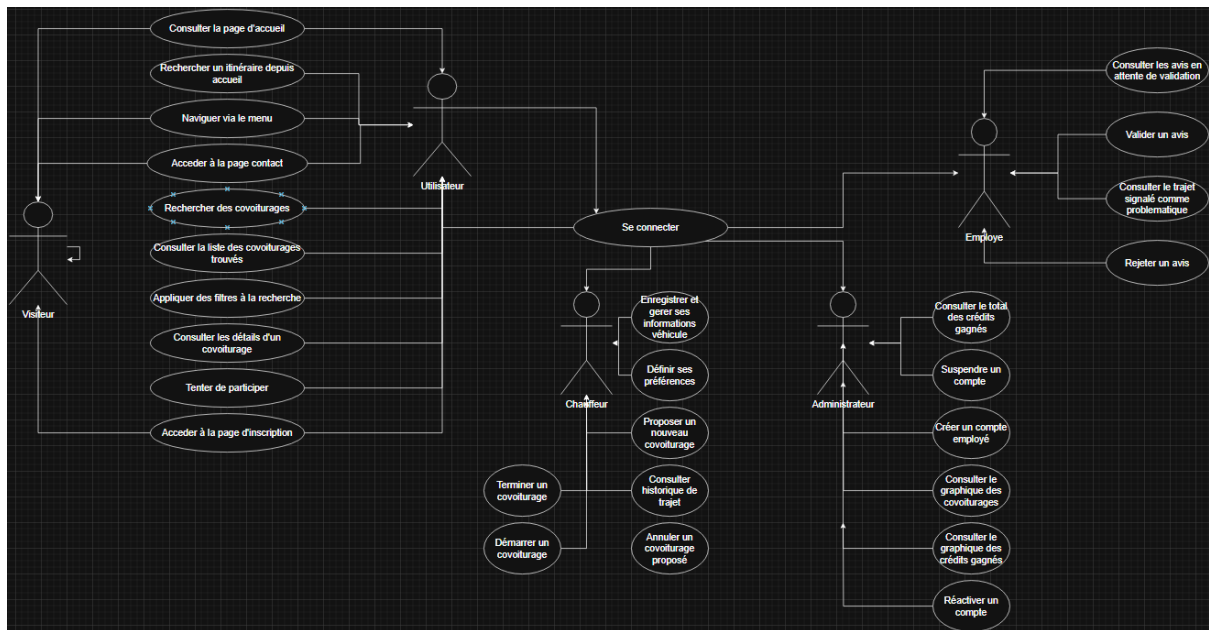 Consulter la page d'accueil
Rechercher un itinéraire depuis
accueil
Naviguer via le menu
Acceder à la page contact
Rechercher des covoiturages
Consulter la liste des covoiturages
trouvés
Appliquer des filtres à la recherche
Consulter les détails d'un
covoiturage
Tenter de participer
Acceder à la page d'inscription
Visiteur
Utilisateur
Se connecter
Employe
Consulter les avis en
attente de validation
Valider un avis
Consulter le trajet
signalé comme
problematique
Rejeter un avis
Chauffeur
Enregistrer et
gerer ses
informations
véhicule
Définir ses
préférences
Proposer un
nouveau
covoiturage
Terminer un
covoiturage
Consulter
historique de
trajet
Démarrer un
covoiturage
Annuler un
covoiturage
proposé
Administrateur
Consulter le total
des crédits
gagnés
Suspendre un
compte
Créer un compte
employé
Consulter le
graphique des
covoiturages
Consulter le
graphique des
crédits gagnés
Réactiver un
compte